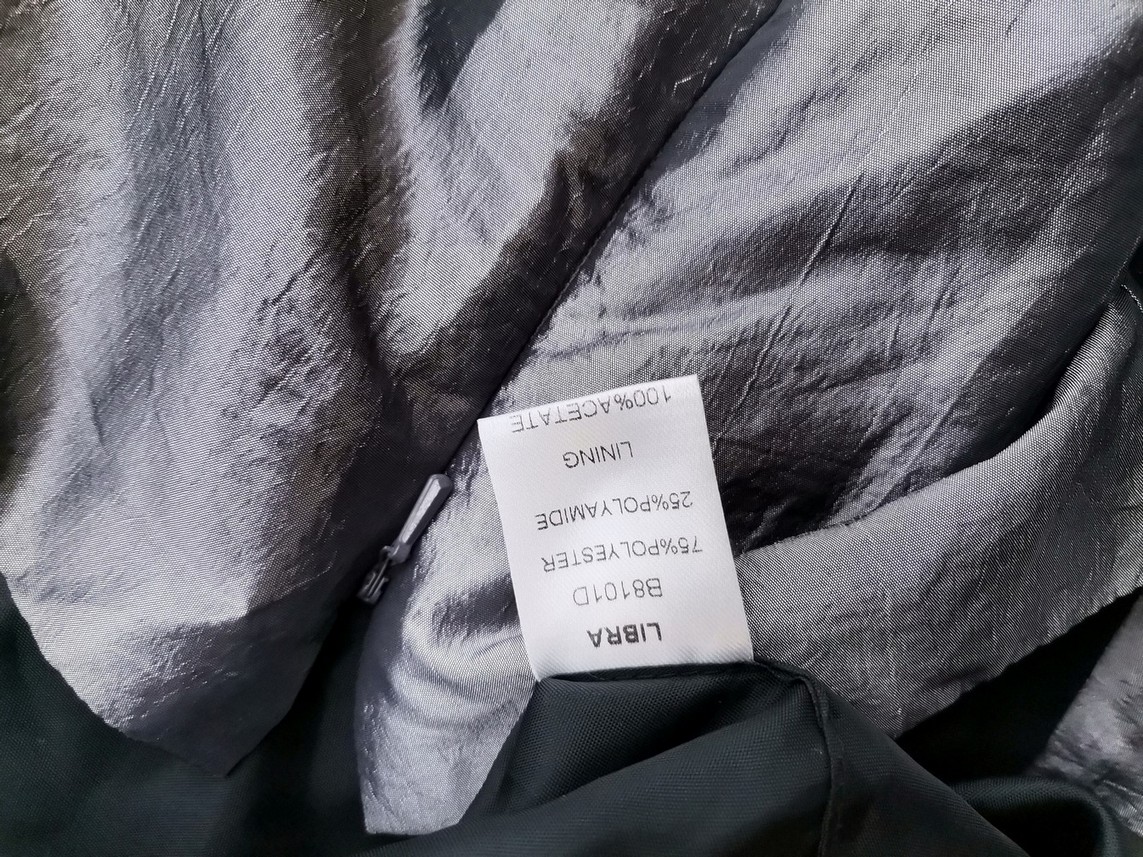 LIBRA
B8101D
75%POLYESTER
25%POLYAMIDE
LINING
100%ACETATE